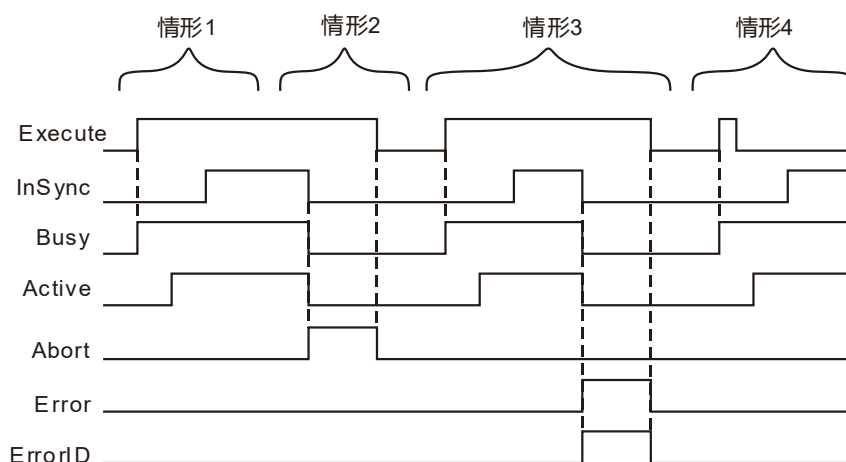 情形1 情形2 情形3 情形4
Execute
InSync
Busy
Active
Abort
Error
ErrorID